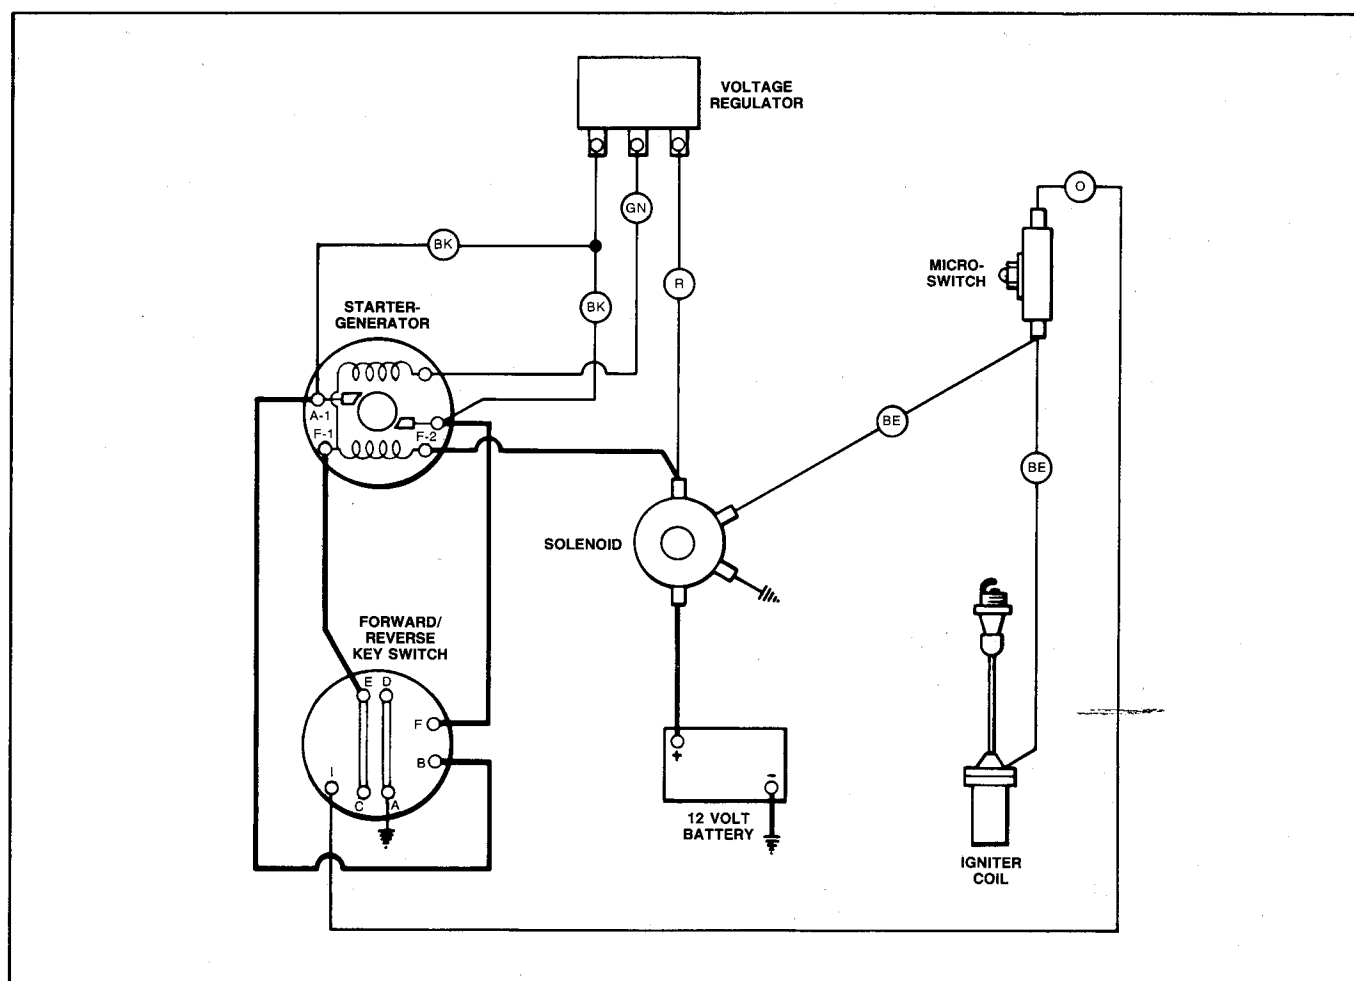 VOLTAGE
REGULATOR
O
GN
BK
MICRO-
SWITCH
R
STARTER-
GENERATOR
BK
A-1
F-1
F-2
BE
BE
SOLENOID
FORWARD/
REVERSE
KEY SWITCH
E D
F
B
I
C A
+
-
12 VOLT
BATTERY
IGNITER
COIL